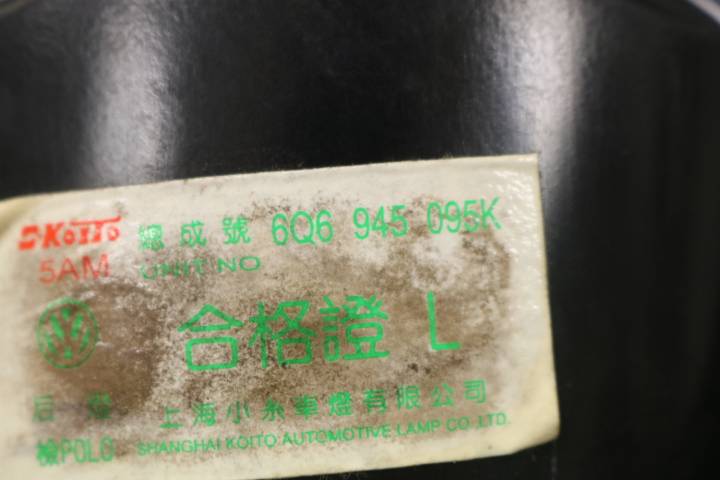 S-KOITO 總成號 6Q6 945 095K
5AM UNIT NO
合格證 L
后燈 上海小糸車燈有限公司
檢POLO SHANGHAI KOITO AUTOMOTIVE LAMP CO.,LTD.